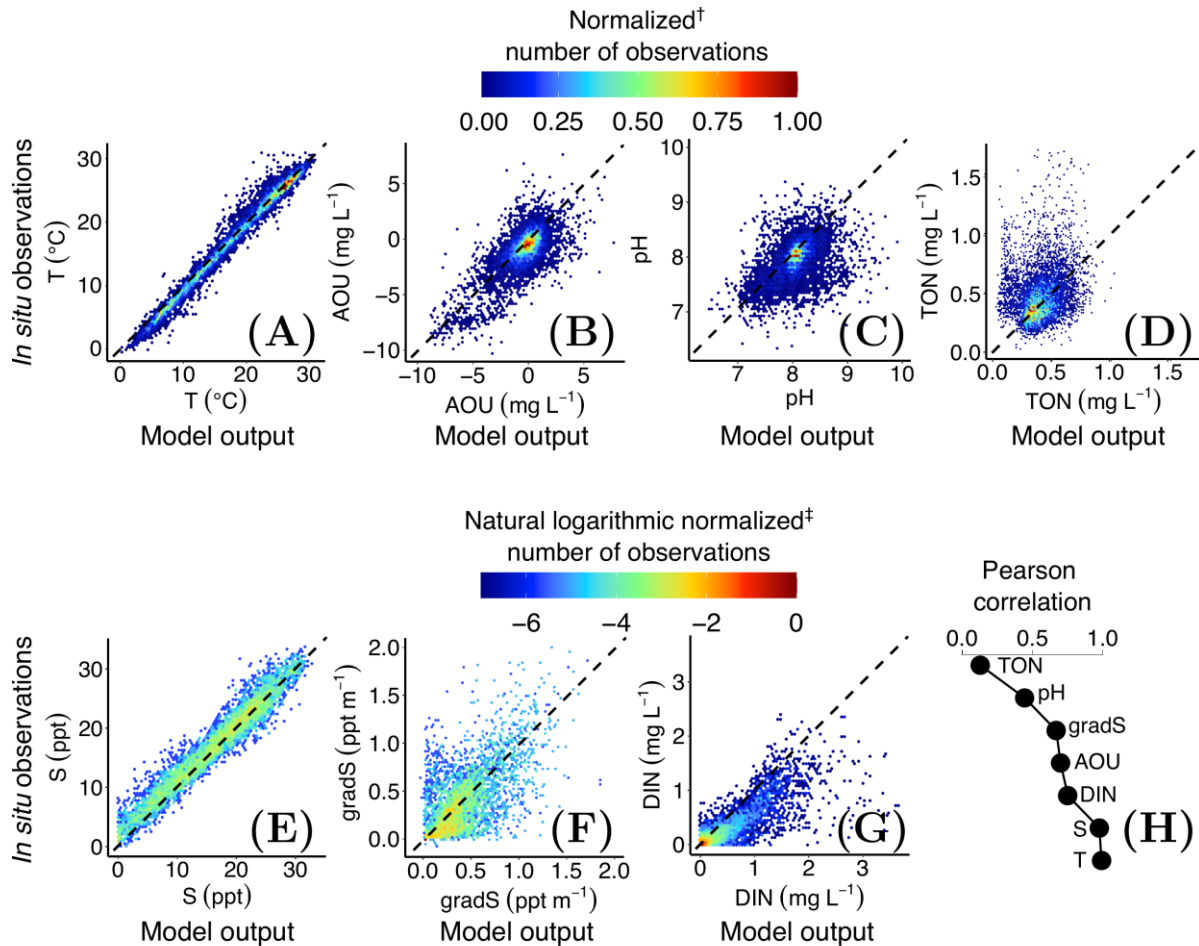 Normalized†
number of observations
0.00 0.25 0.50 0.75 1.00
In situ observations
T (°C)
30
20
10
0
0 10 20 30
T (°C)
Model output
(A)
AOU (mg L⁻¹)
5
0
−5
−10
−10 −5 0 5
AOU (mg L⁻¹)
Model output
(B)
pH
10
9
8
7
7 8 9 10
pH
Model output
(C)
TON (mg L⁻¹)
1.5
1.0
0.5
0.0
0.0 0.5 1.0 1.5
TON (mg L⁻¹)
Model output
(D)
Natural logarithmic normalized‡
number of observations
−6 −4 −2 0
In situ observations
S (ppt)
30
20
10
0
0 10 20 30
S (ppt)
Model output
(E)
gradS (ppt m⁻¹)
2.0
1.5
1.0
0.5
0.0
0.0 0.5 1.0 1.5 2.0
gradS (ppt m⁻¹)
Model output
(F)
DIN (mg L⁻¹)
3
2
1
0
0 1 2 3
DIN (mg L⁻¹)
Model output
(G)
Pearson
correlation
0.0 0.5 1.0
TON
pH
gradS
AOU
DIN
S
T
(H)